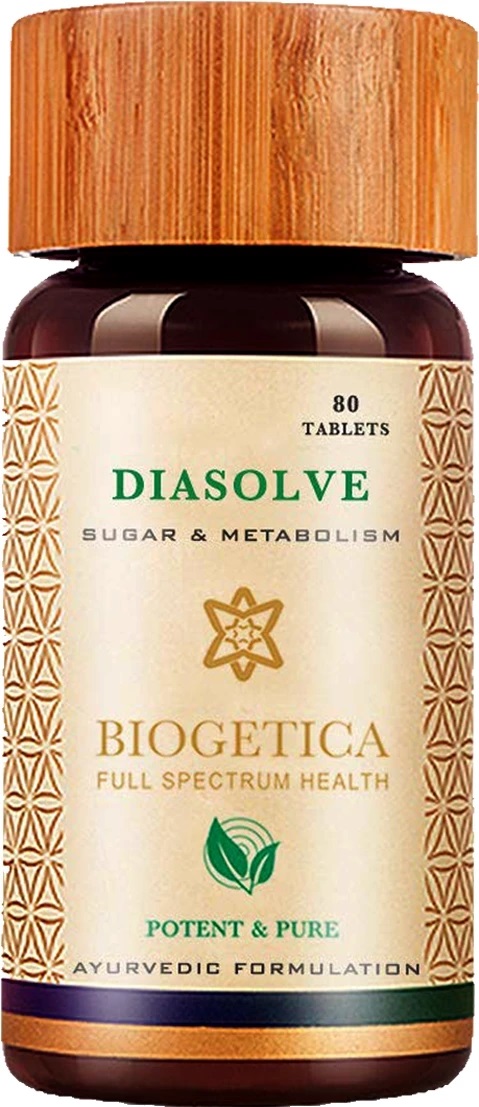 80
TABLETS
DIASOLVE
SUGAR & METABOLISM
BIOGETICA
FULL SPECTRUM HEALTH
POTENT & PURE
AYURVEDIC FORMULATION